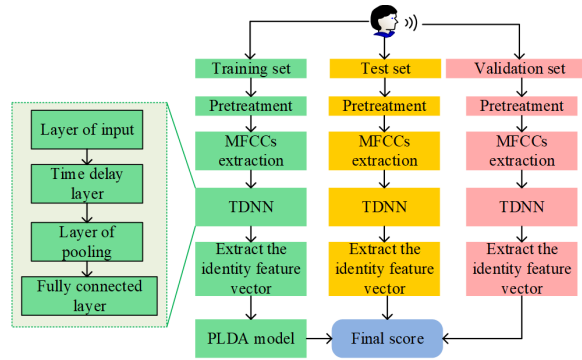 Training set
Test set
Validation set
Pretreatment
Pretreatment
Pretreatment
MFCCs
extraction
MFCCs
extraction
MFCCs
extraction
TDNN
TDNN
TDNN
Extract the
identity feature
vector
Extract the
identity feature
vector
Extract the
identity feature
vector
PLDA model
Final score
Layer of input
Time delay
layer
Layer of
pooling
Fully connected
layer